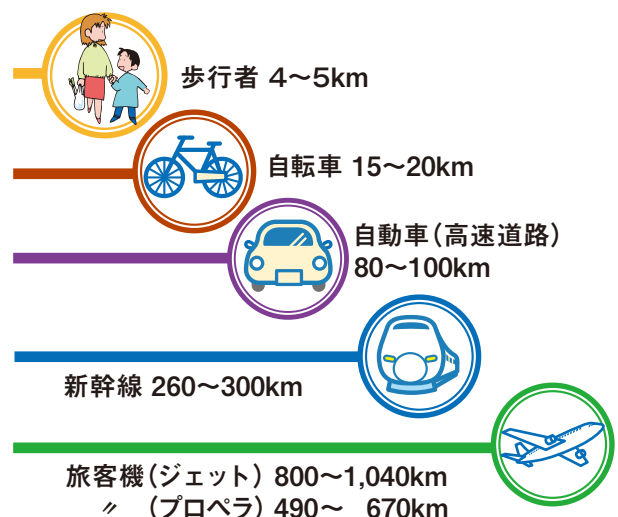 歩行者 4〜5km
自転車 15〜20km
自動車(高速道路)
80〜100km
新幹線 260〜300km
旅客機(ジェット) 800〜1,040km
〃 (プロペラ) 490〜 670km